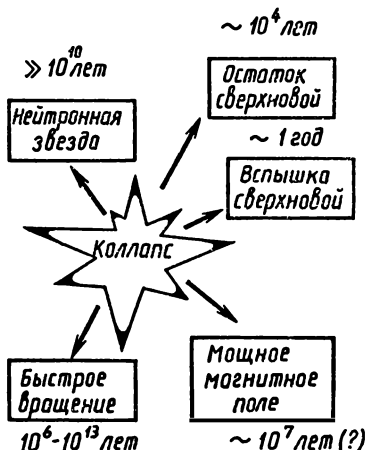 ~ 10⁴ лет
Остаток
сверхновой
≫ 10¹⁰ лет
Нейтронная
звезда
~ 1 год
Вспышка
сверхновой
Коллапс
Быстрое
вращение
10⁶-10¹³ лет
Мощное
магнитное
поле
~ 10⁷ лет (?)